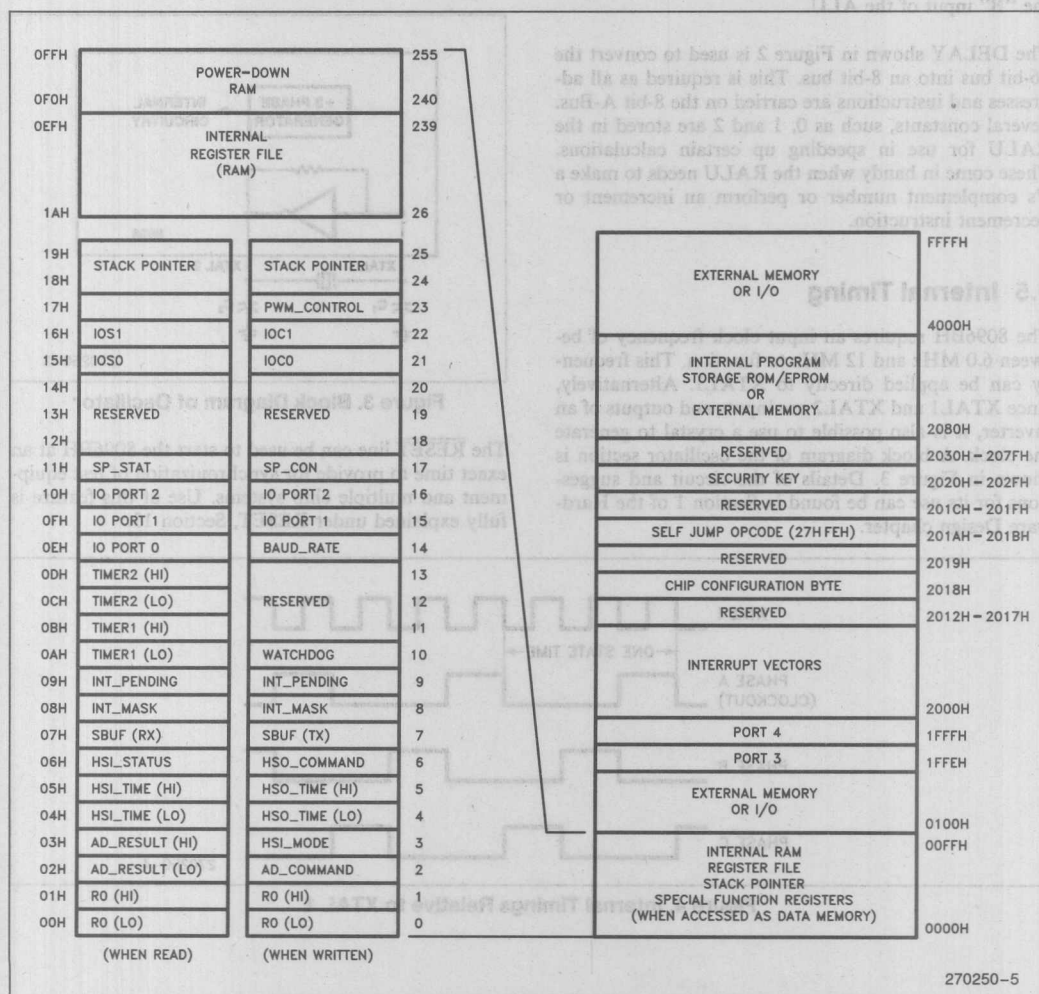 0FFH
POWER-DOWN
RAM
255
0F0H
240
0EFH
INTERNAL
REGISTER FILE
(RAM)
239
1AH
26
19H
STACK POINTER
STACK POINTER
25
18H
24
17H
PWM_CONTROL
23
16H
IOS1
IOC1
22
15H
IOS0
IOC0
21
14H
20
13H
RESERVED
RESERVED
19
12H
18
11H
SP_STAT
SP_CON
17
10H
IO PORT 2
IO PORT 2
16
0FH
IO PORT 1
IO PORT 1
15
0EH
IO PORT 0
BAUD_RATE
14
0DH
TIMER2 (HI)
13
0CH
TIMER2 (LO)
RESERVED
12
0BH
TIMER1 (HI)
11
0AH
TIMER1 (LO)
WATCHDOG
10
09H
INT_PENDING
INT_PENDING
9
08H
INT_MASK
INT_MASK
8
07H
SBUF (RX)
SBUF (TX)
7
06H
HSI_STATUS
HSO_COMMAND
6
05H
HSI_TIME (HI)
HSO_TIME (HI)
5
04H
HSI_TIME (LO)
HSO_TIME (LO)
4
03H
AD_RESULT (HI)
HSI_MODE
3
02H
AD_RESULT (LO)
AD_COMMAND
2
01H
R0 (HI)
R0 (HI)
1
00H
R0 (LO)
R0 (LO)
0
(WHEN READ)
(WHEN WRITTEN)
FFFFH
EXTERNAL MEMORY
OR I/O
4000H
INTERNAL PROGRAM
STORAGE ROM/EPROM
OR
EXTERNAL MEMORY
2080H
RESERVED
2030H-207FH
SECURITY KEY
2020H-202FH
RESERVED
201CH-201FH
SELF JUMP OPCODE (27H FEH)
201AH-201BH
RESERVED
2019H
CHIP CONFIGURATION BYTE
2018H
RESERVED
2012H-2017H
INTERRUPT VECTORS
2000H
PORT 4
1FFFH
PORT 3
1FFEH
EXTERNAL MEMORY
OR I/O
0100H
00FFH
INTERNAL RAM
REGISTER FILE
STACK POINTER
SPECIAL FUNCTION REGISTERS
(WHEN ACCESSED AS DATA MEMORY)
0000H
270250-5